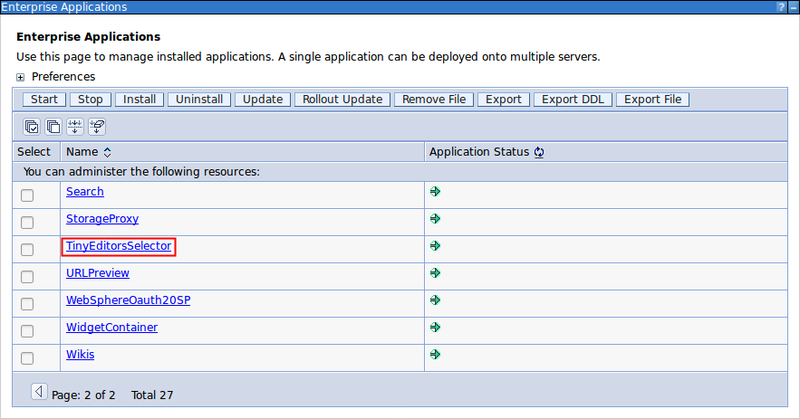 Enterprise Applications
?
Enterprise Applications
Use this page to manage installed applications. A single application can be deployed onto multiple servers.
Preferences
Start Stop Install Uninstall Update Rollout Update Remove File Export Export DDL Export File
Select Name Application Status
You can administer the following resources:
Search
StorageProxy
TinyEditorsSelector
URLPreview
WebSphereOauth20SP
WidgetContainer
Wikis
Page: 2 of 2 Total 27